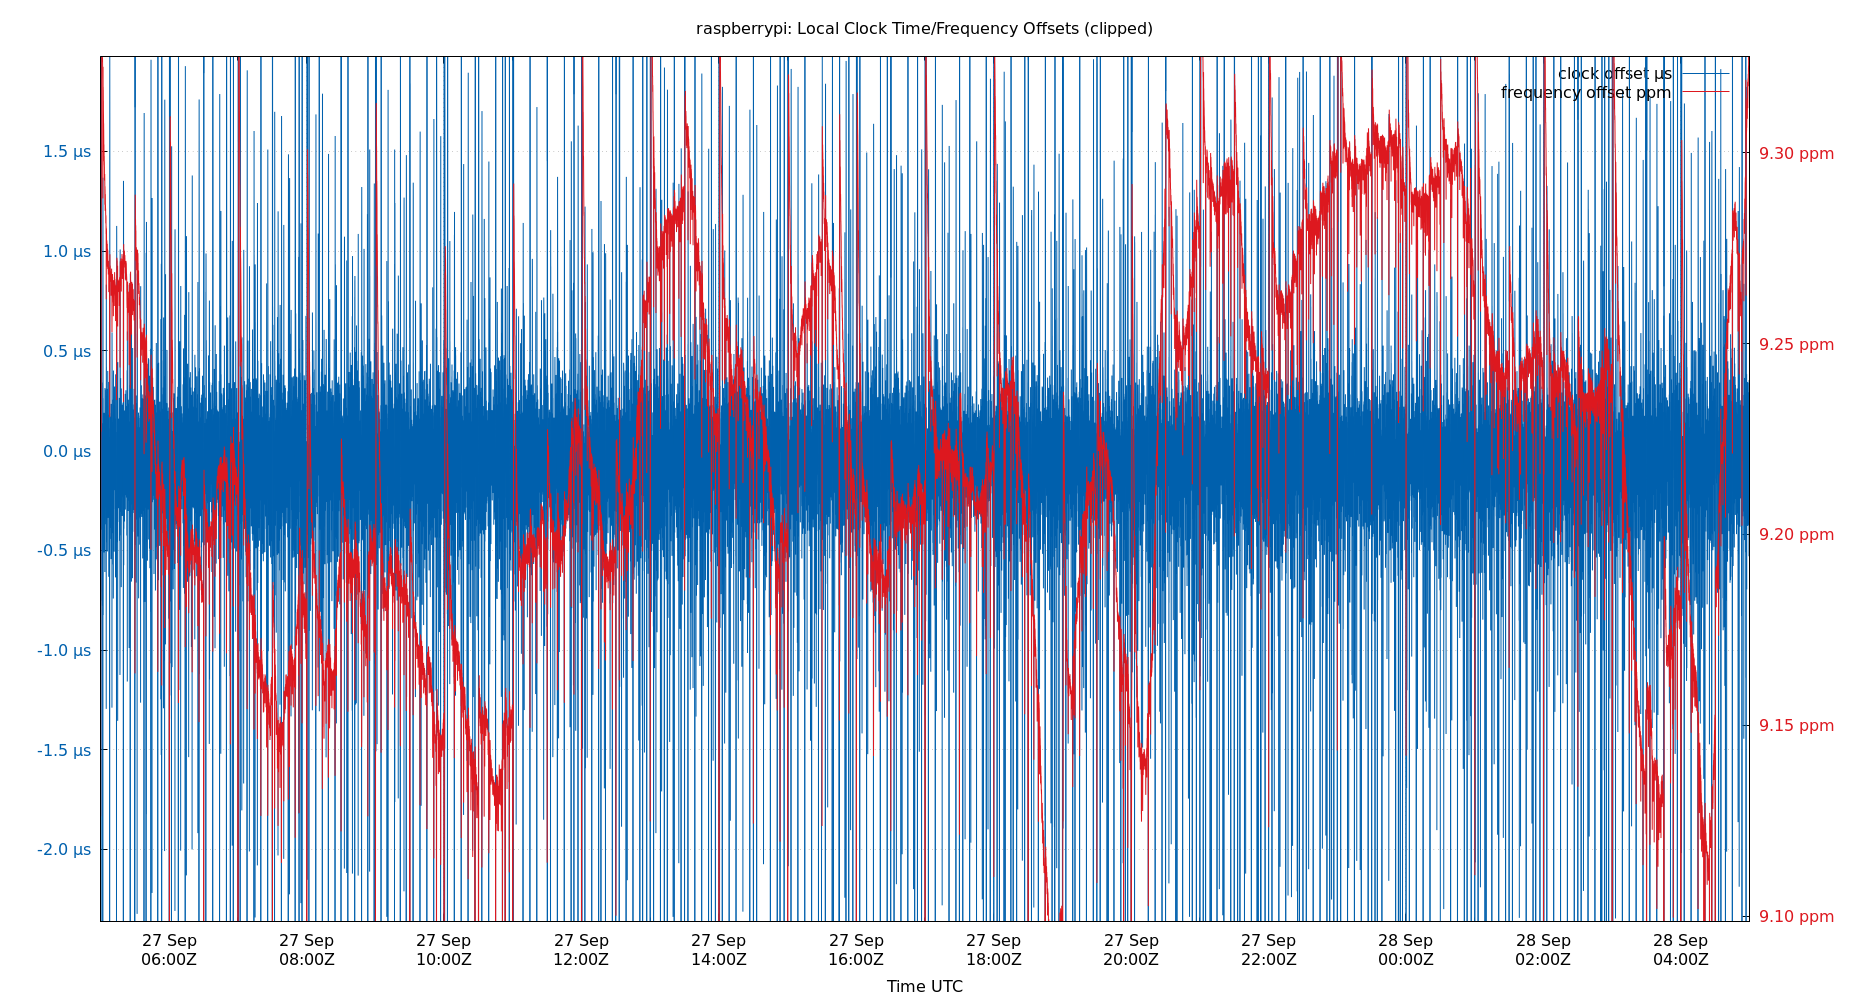 raspberrypi: Local Clock Time/Frequency Offsets (clipped)
clock offset µs
frequency offset ppm
1.5 µs
1.0 µs
0.5 µs
0.0 µs
-0.5 µs
-1.0 µs
-1.5 µs
-2.0 µs
9.30 ppm
9.25 ppm
9.20 ppm
9.15 ppm
9.10 ppm
27 Sep 27 Sep 27 Sep 27 Sep 27 Sep 27 Sep 27 Sep 27 Sep 27 Sep 28 Sep 28 Sep 28 Sep
06:00Z 08:00Z 10:00Z 12:00Z 14:00Z 16:00Z 18:00Z 20:00Z 22:00Z 00:00Z 02:00Z 04:00Z
Time UTC